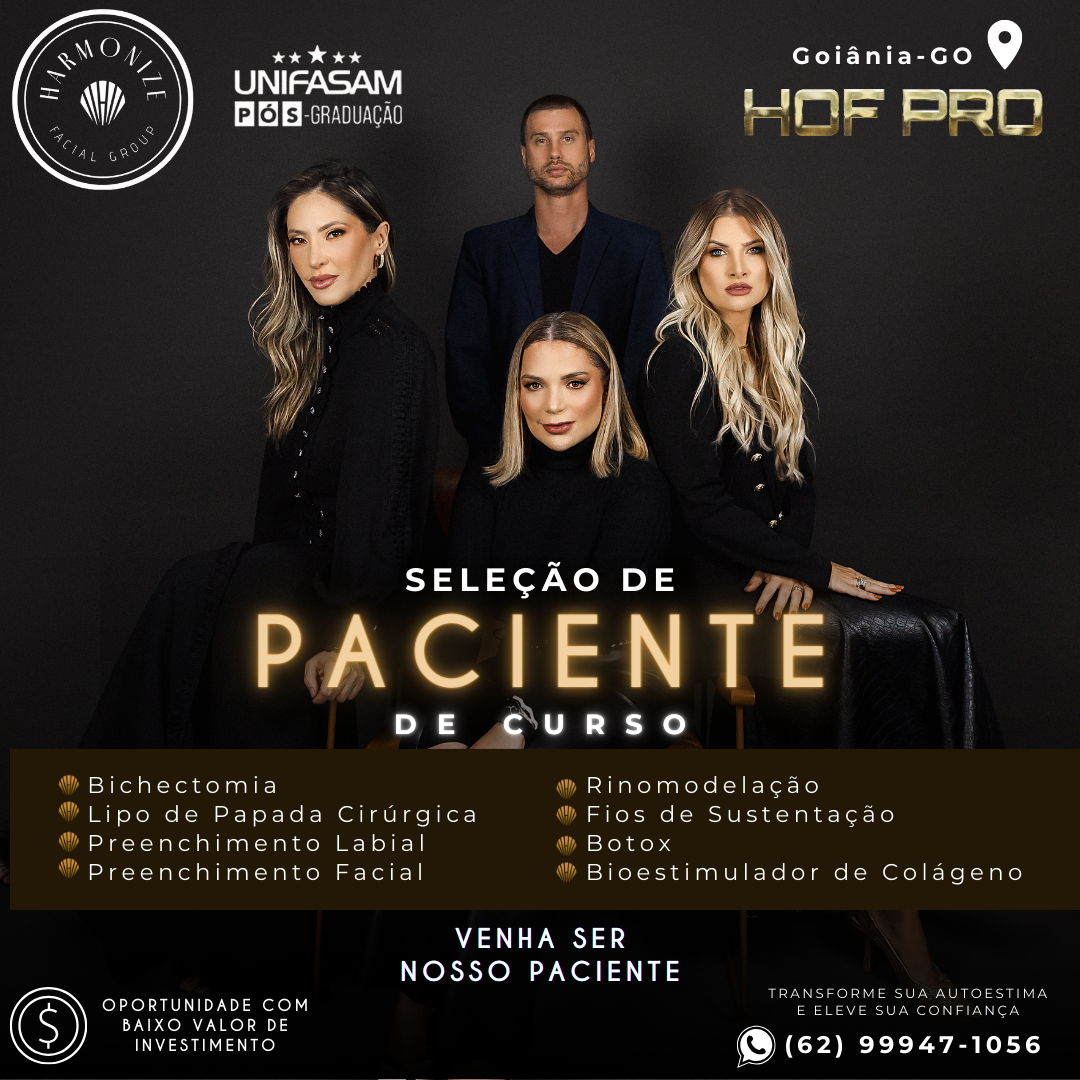 HARMONIZE
FACIAL GROUP
UNIFASAM
PÓS-GRADUAÇÃO
Goiânia-GO
HOF PRO
SELEÇÃO DE
PACIENTE
DE CURSO
Bichectomia
Lipo de Papada Cirúrgica
Preenchimento Labial
Preenchimento Facial
Rinomodelação
Fios de Sustentação
Botox
Bioestimulador de Colágeno
VENHA SER
NOSSO PACIENTE
$
OPORTUNIDADE COM
BAIXO VALOR DE
INVESTIMENTO
TRANSFORME SUA AUTOESTIMA
E ELEVE SUA CONFIANÇA
(62) 99947-1056